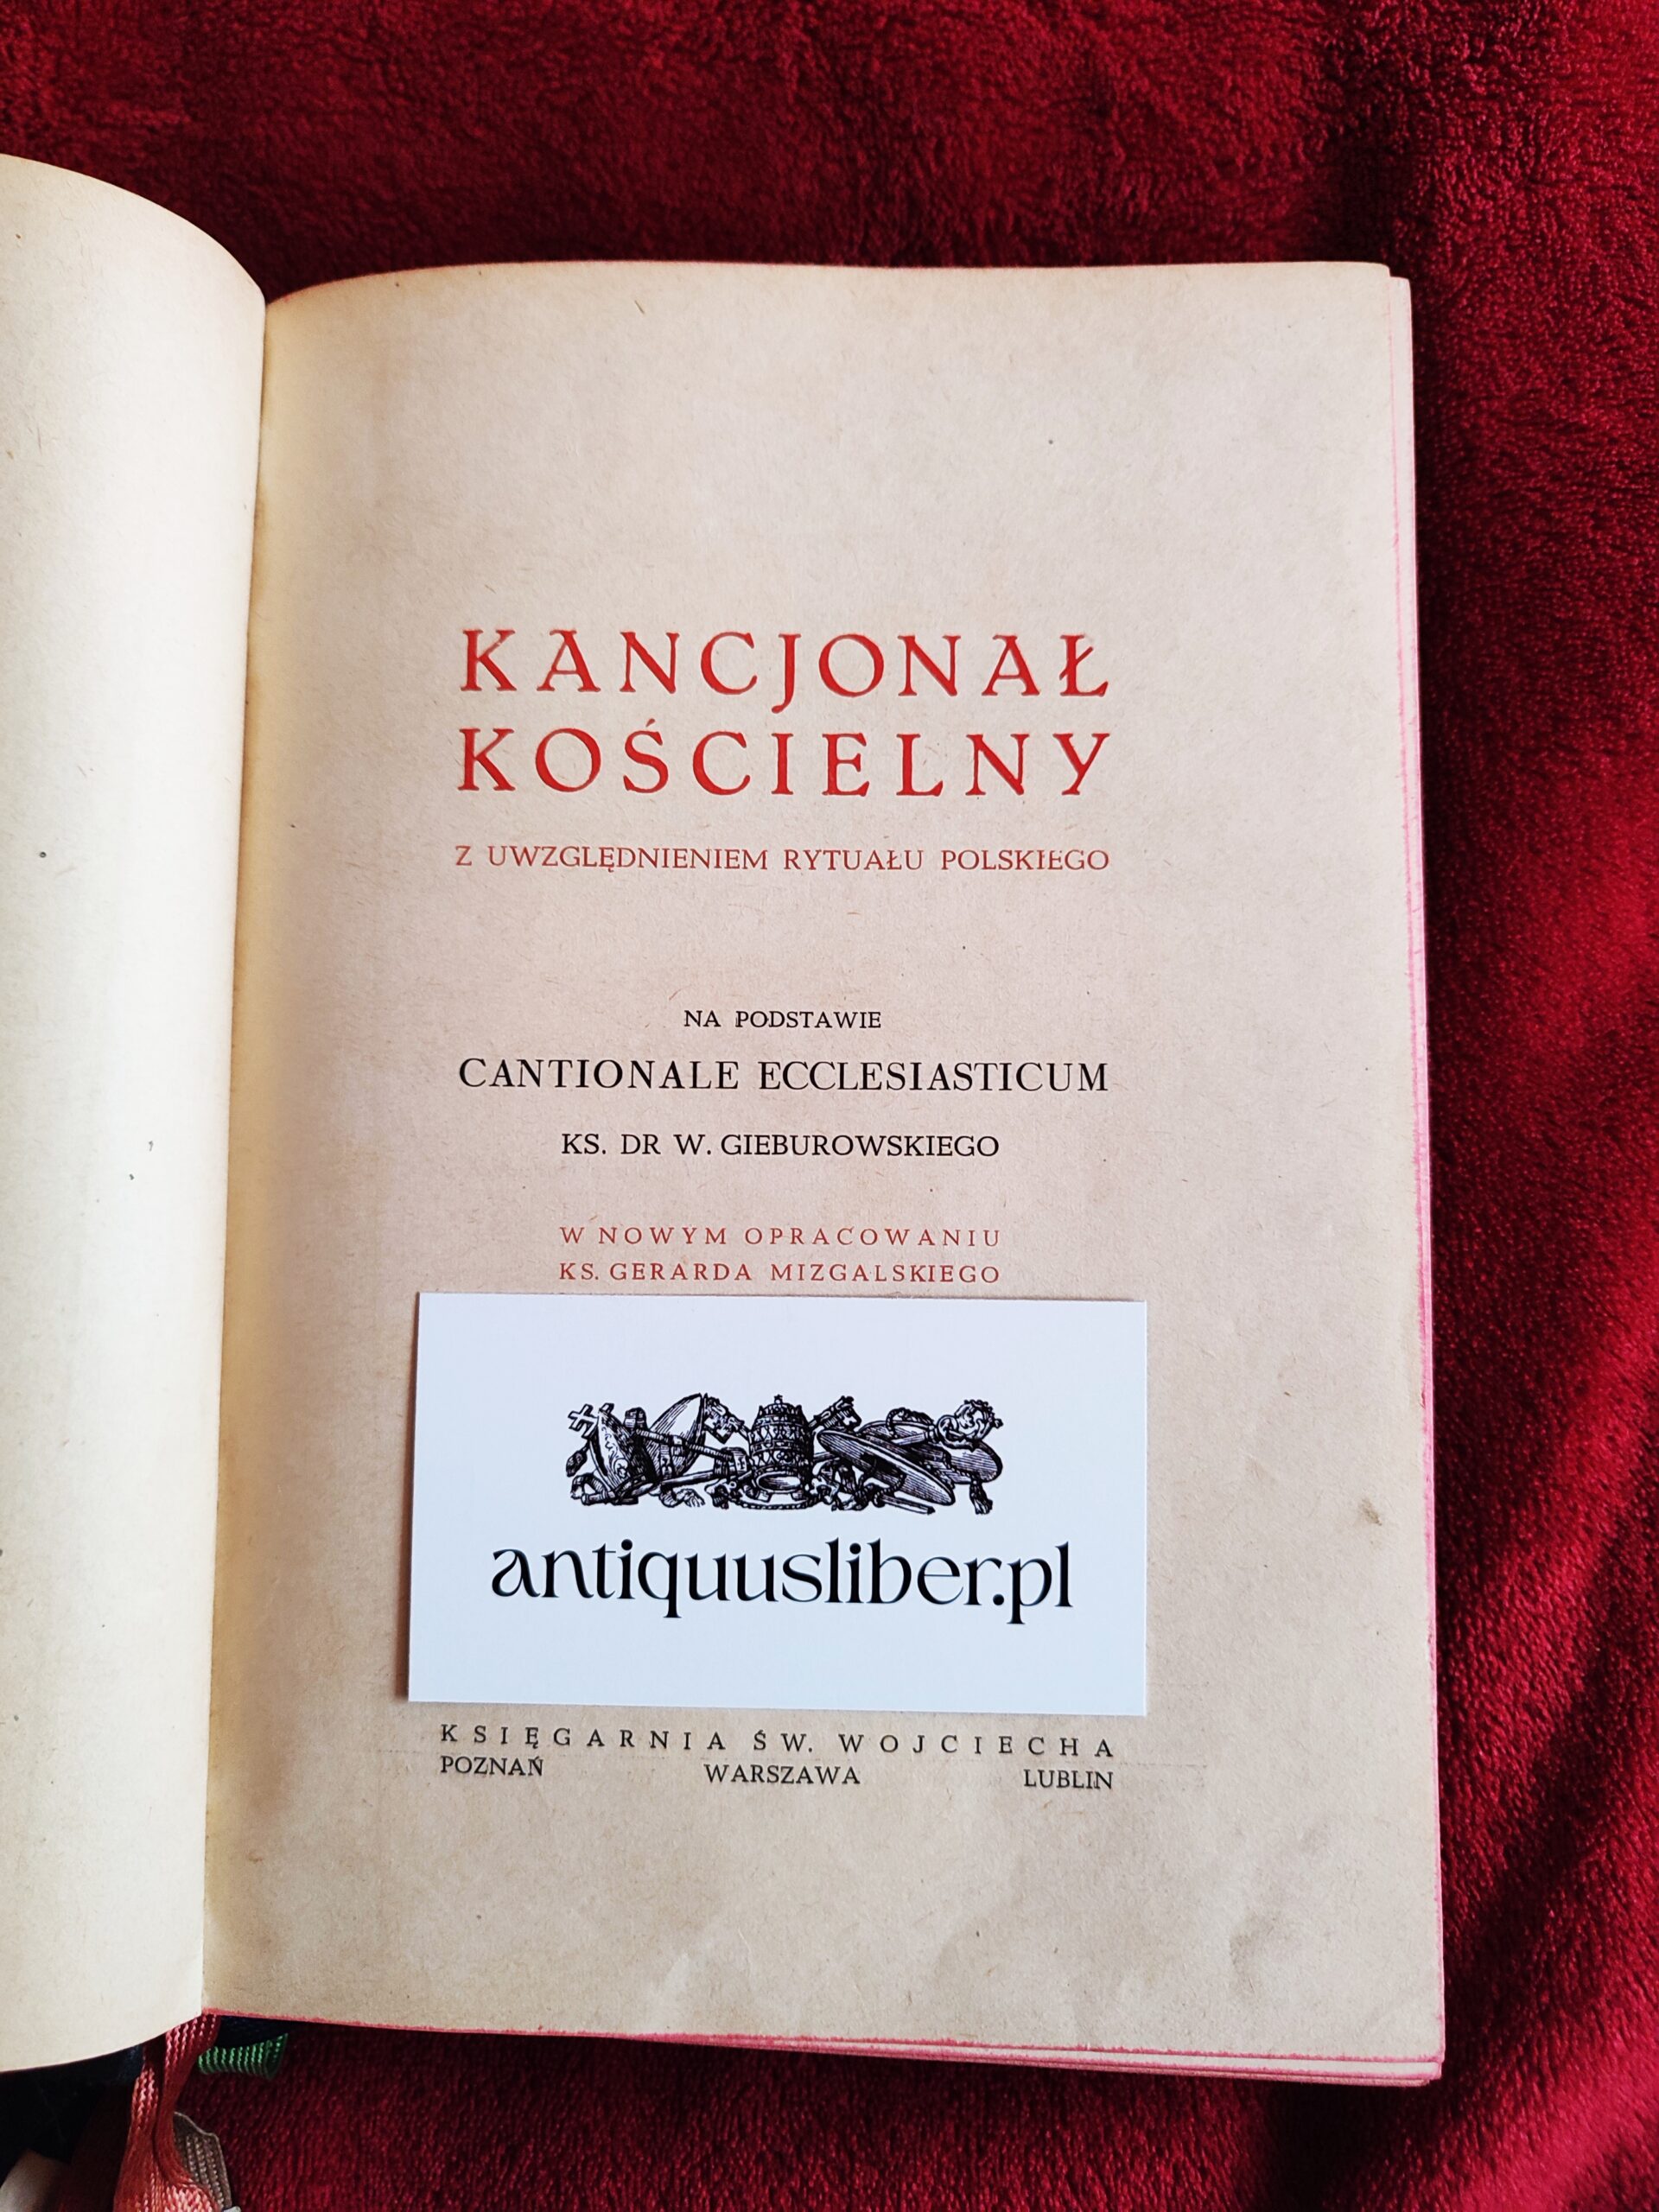 KANCJONAŁ
KOŚCIELNY
Z UWZGLĘDNIENIEM RYTUAŁU POLSKIEGO
NA PODSTAWIE
CANTIONALE ECCLESIASTICUM
KS. DR W. GIEBUROWSKIEGO
W NOWYM OPRACOWANIU
KS. GERARDA MIZGALSKIEGO
antiquusliber.pl
KSIĘGARNIA ŚW. WOJCIECHA
POZNAŃ WARSZAWA LUBLIN